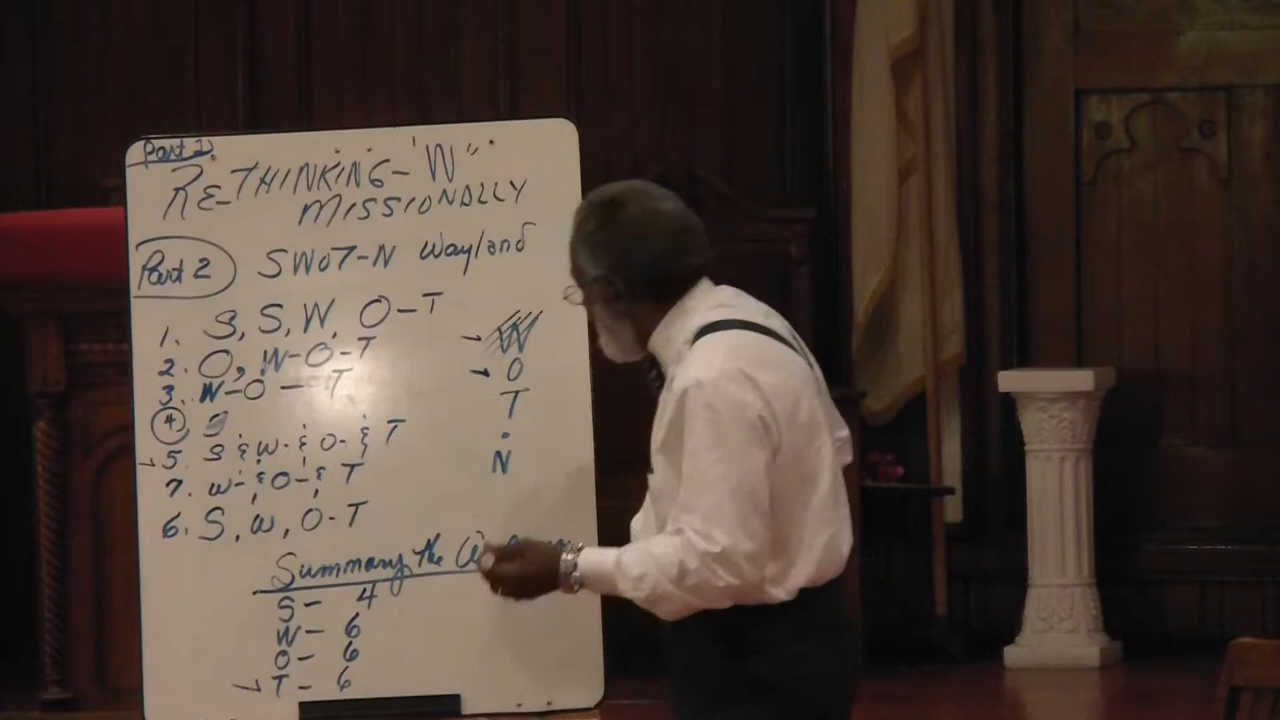 Part 1
RE-THINKING- 'W"
MISSIONALLY
Part 2 SWOT-N Wayland
1. S, S, W, O-T
2. O, W-O-T
3. W-O-T
4 S
5. S & W- & O- & T
7. W- & O- & T
6. S, W, O-T
W
O
T
N
Summary the
S- 4
W- 6
O- 6
T- 6